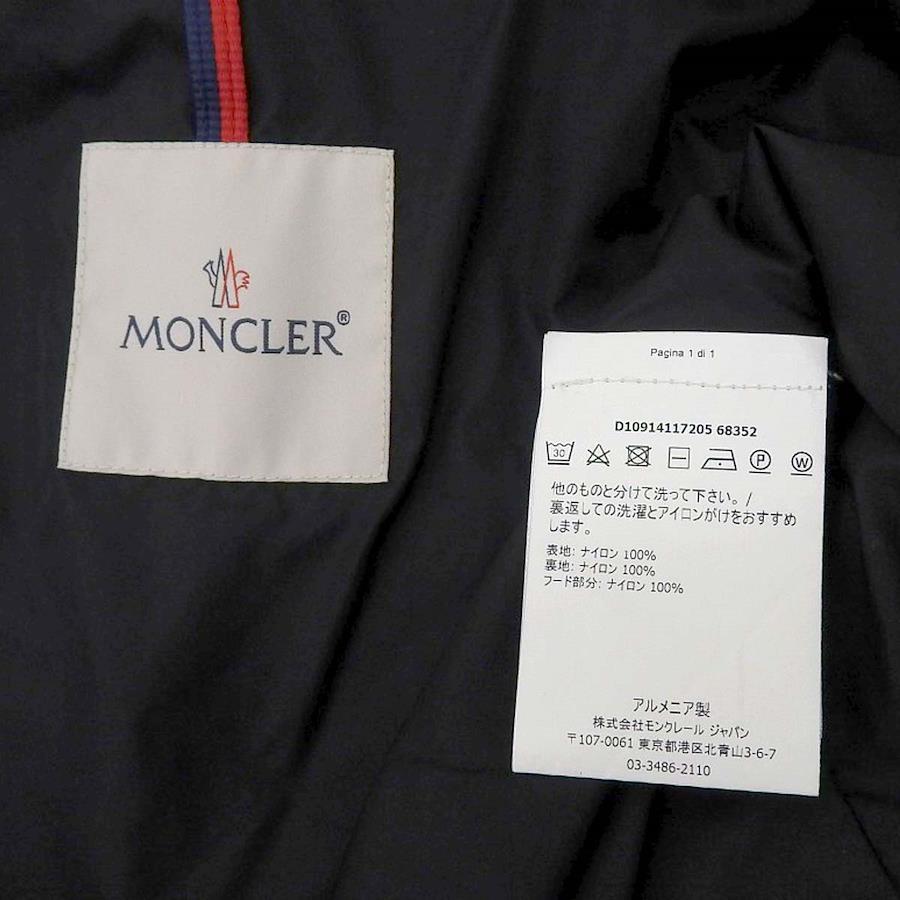 MONCLER®
Pagina 1 di 1
D10914117205 68352
30
P
W
他のものと分けて洗って下さい。/
裏返しての洗濯とアイロンがけをおすすめ
します。
表地: ナイロン 100%
裏地: ナイロン 100%
フード部分: ナイロン 100%
アルメニア製
株式会社モンクレール ジャパン
〒107-0061 東京都港区北青山3-6-7
03-3486-2110